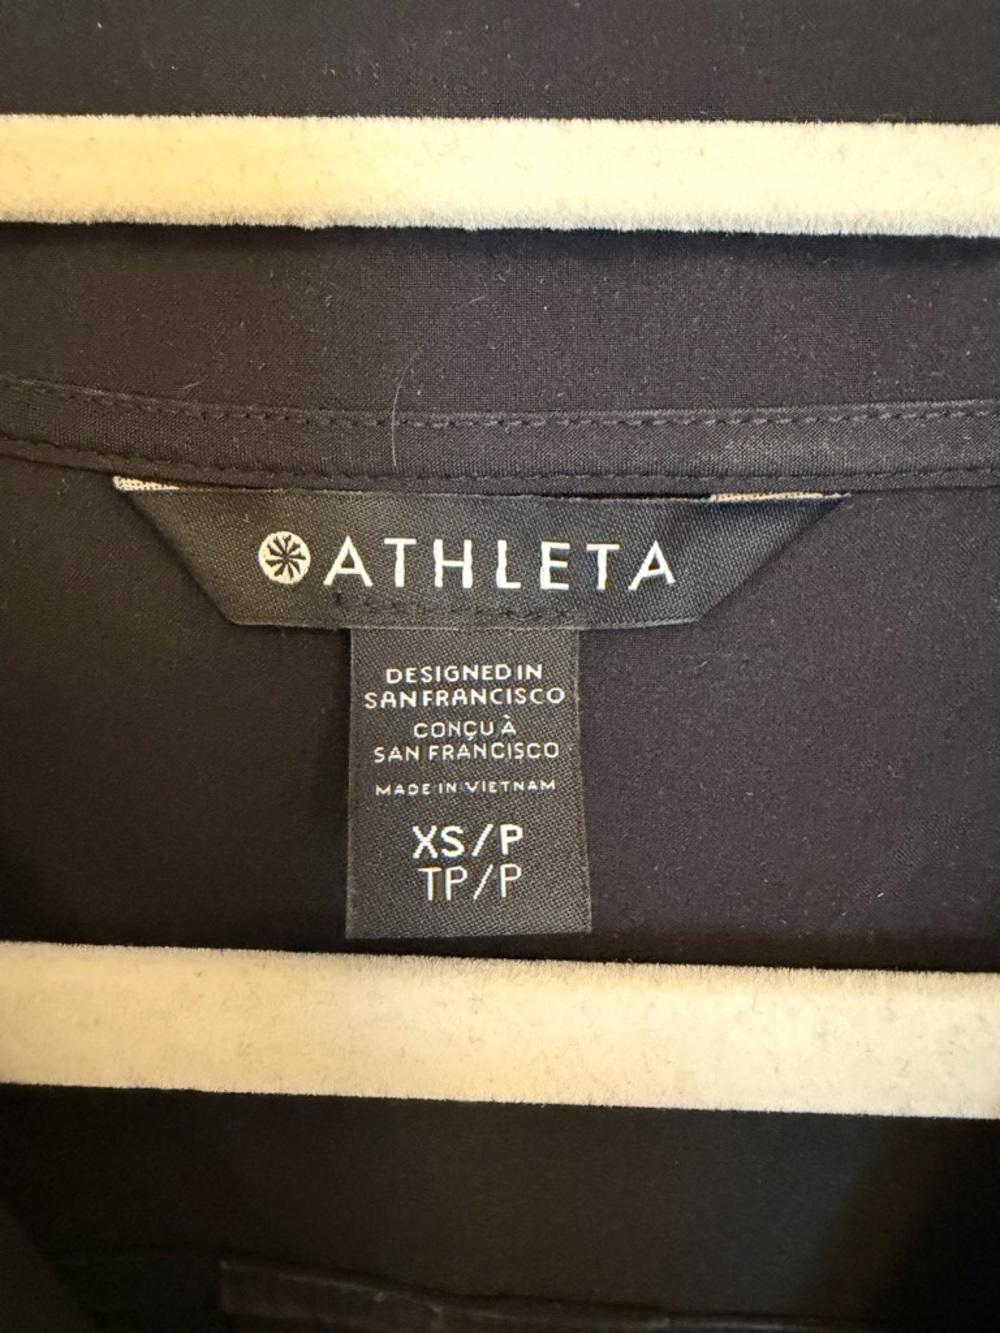 ATHLETA
DESIGNED IN
SAN FRANCISCO
CONÇU À
SAN FRANCISCO
MADE IN VIETNAM
XS/P
TP/P